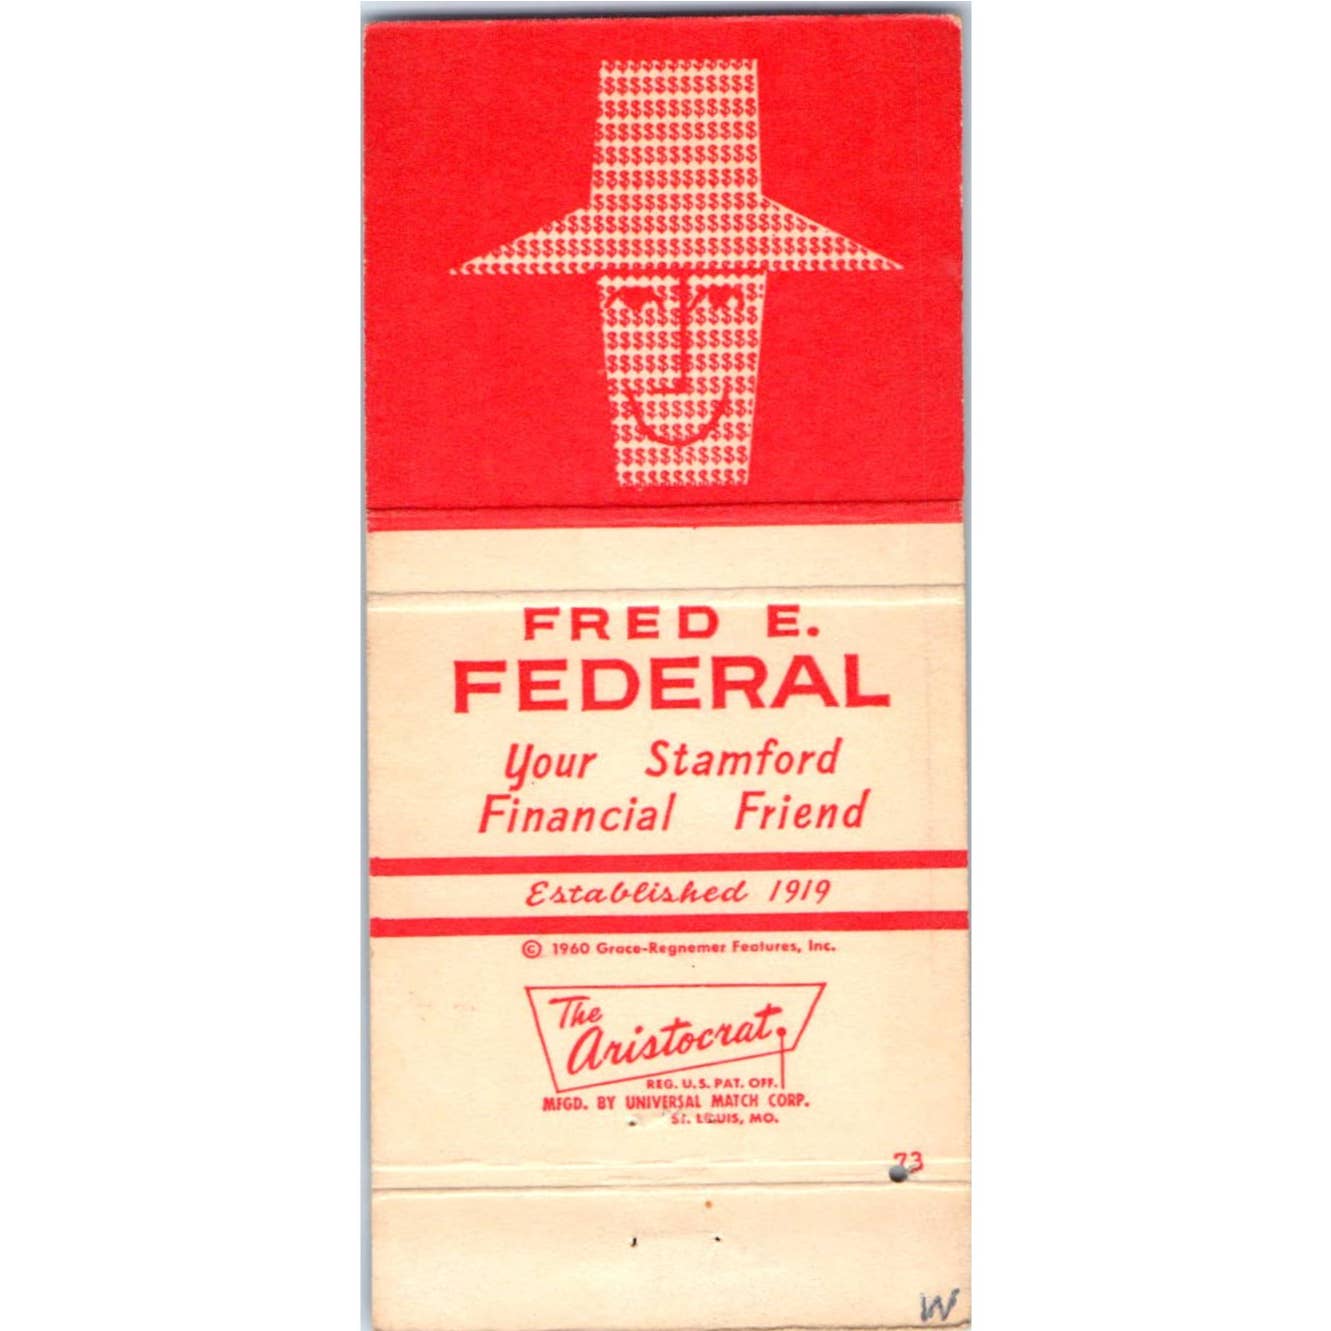 FRED E.
FEDERAL
Your Stamford
Financial Friend
Established 1919
© 1960 Grace-Regnemer Features, Inc.
The
Aristocrat
REG. U.S. PAT. OFF.
MFGD. BY UNIVERSAL MATCH CORP.
ST. LOUIS, MO.
73
W